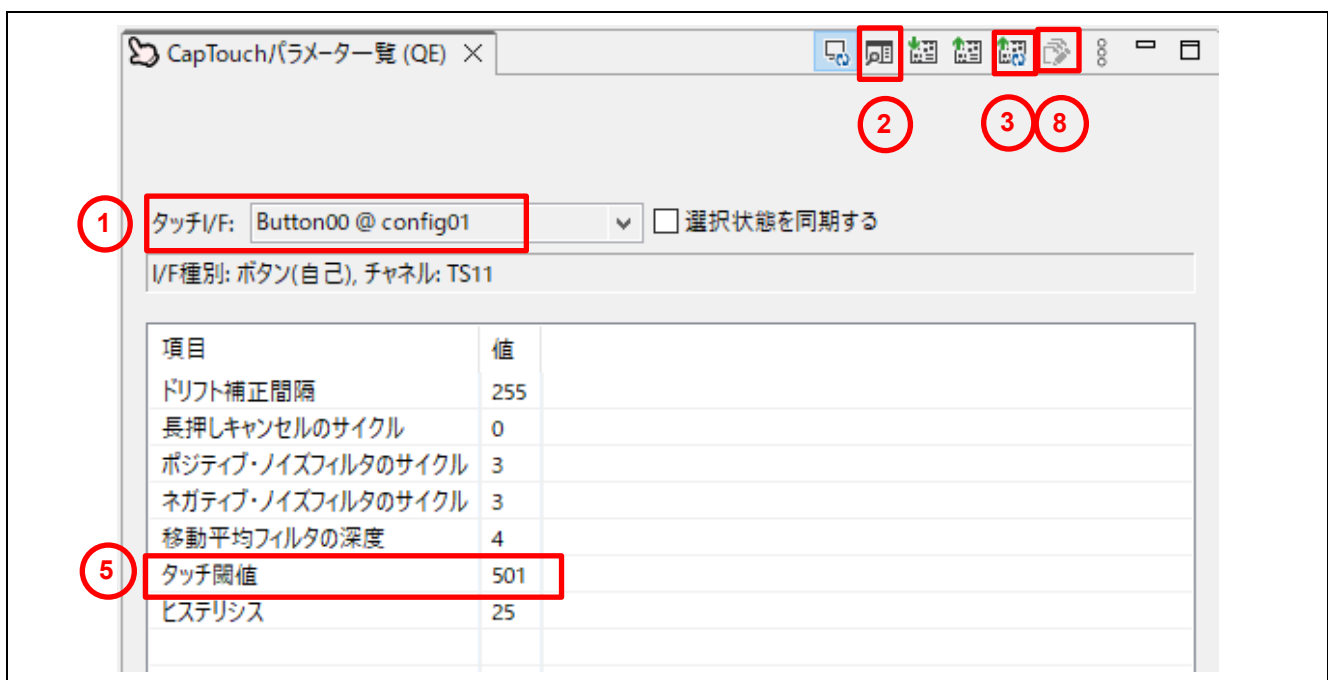 CapTouchパラメーター覧 (QE)
2
3
8
1
タッチI/F: Button00 @ config01
選択状態を同期する
I/F種別: ボタン(自己), チャネル: TS11
項目 値
ドリフト補正間隔 255
長押しキャンセルのサイクル 0
ポジティブ・ノイズフィルタのサイクル 3
ネガティブ・ノイズフィルタのサイクル 3
移動平均フィルタの深度 4
5
タッチ閾値 501
ヒステリシス 25